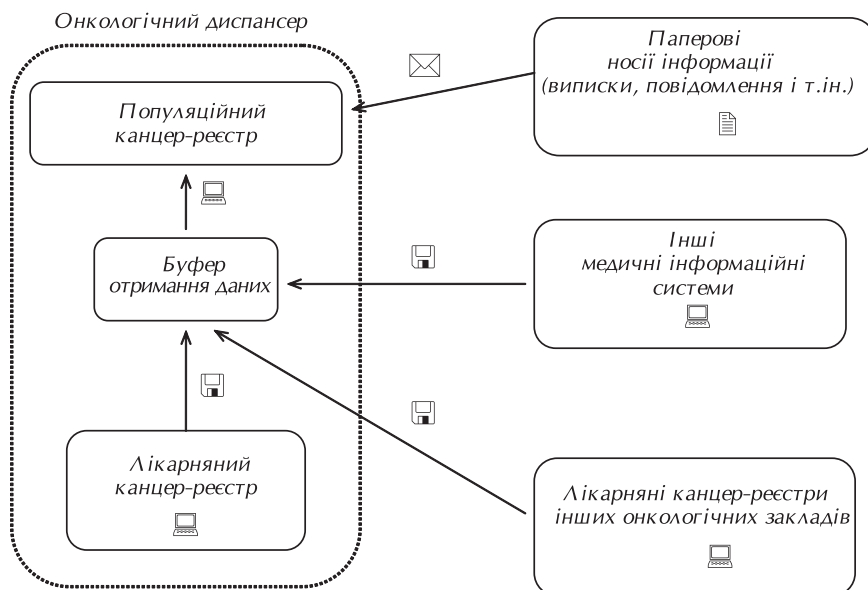 Онкологічний диспансер
Паперові
носії інформації
(виписки, повідомлення і т.ін.)
Популяційний
канцер-реєстр
Інші
медичні інформаційні
системи
Буфер
отримання даних
Лікарняний
канцер-реєстр
Лікарняні канцер-реєстри
інших онкологічних закладів